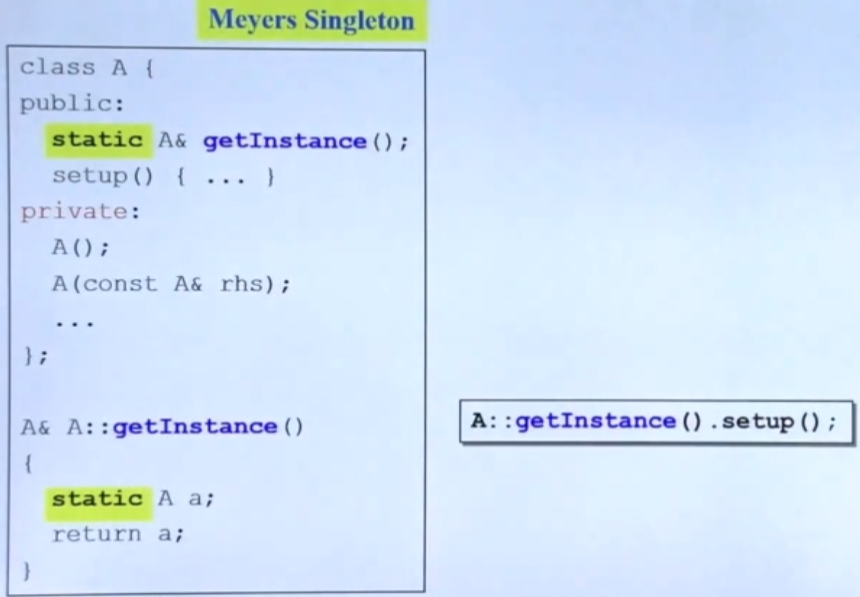 Meyers Singleton
class A {
public:
static A& getInstance();
setup() { ... }
private:
A();
A(const A& rhs);
...
};
A& A::getInstance()
{
static A a;
return a;
}
A::getInstance().setup();